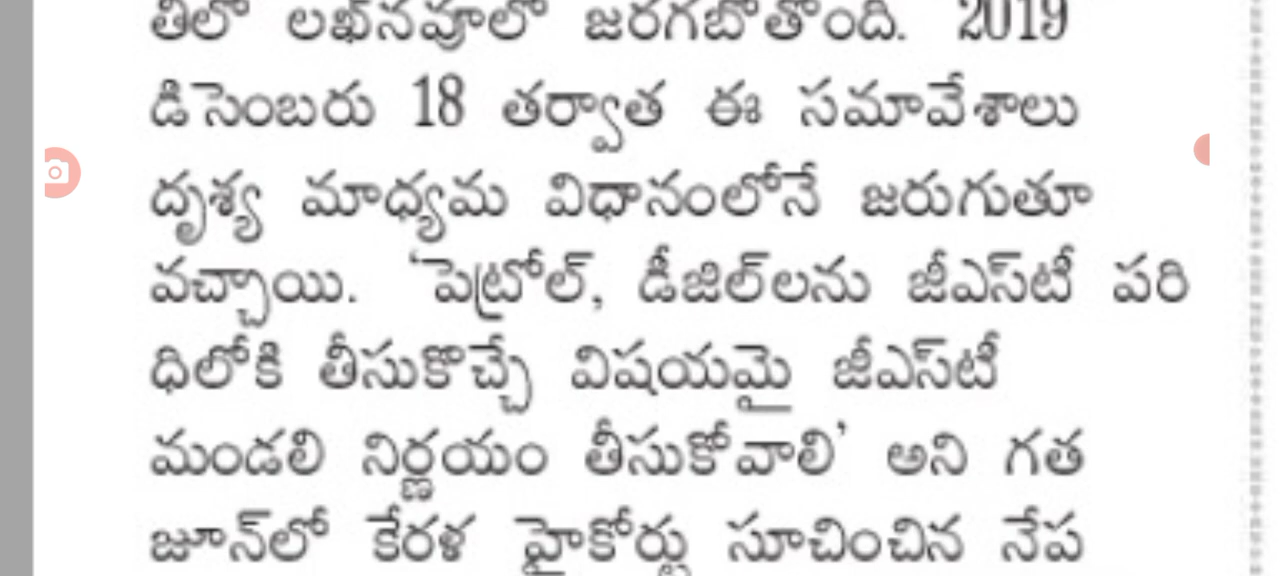 తిలో లఖ్‌నవూలో జరగబోతోంది. 2019
డిసెంబరు 18 తర్వాత ఈ సమావేశాలు
దృశ్య మాధ్యమ విధానంలోనే జరుగుతూ
వచ్చాయి. ‘పెట్రోల్, డీజిల్‌లను జీఎస్‌టీ పరి
ధిలోకి తీసుకొచ్చే విషయమై జీఎస్‌టీ
మండలి నిర్ణయం తీసుకోవాలి’ అని గత
జూన్‌లో కేరళ హైకోర్టు సూచించిన నేప